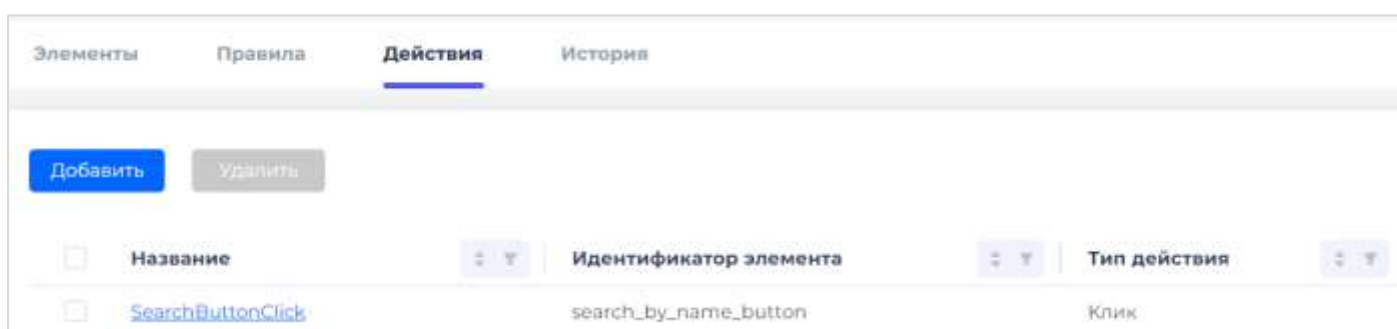 Элементы Правила Действия История
Добавить Удалить
Название Идентификатор элемента Тип действия
SearchButtonClick search_by_name_button Клик